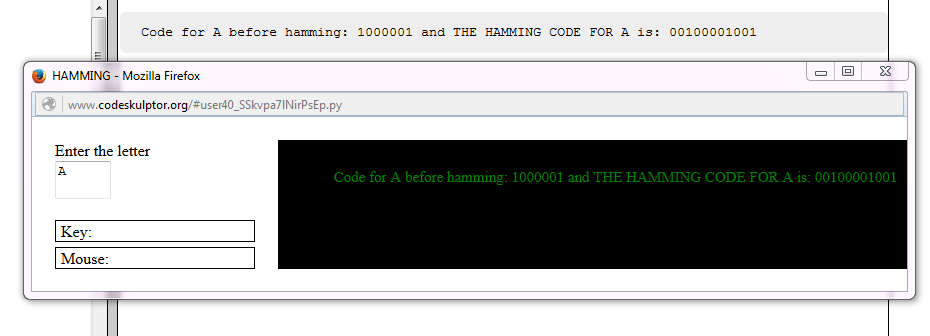 Code for A before hamming: 1000001 and THE HAMMING CODE FOR A is: 00100001001
HAMMING - Mozilla Firefox
www.codeskulptor.org/#user40_SSkvpa7lNirPsEp.py
Enter the letter
A
Code for A before hamming: 1000001 and THE HAMMING CODE FOR A is: 00100001001
Key:
Mouse: